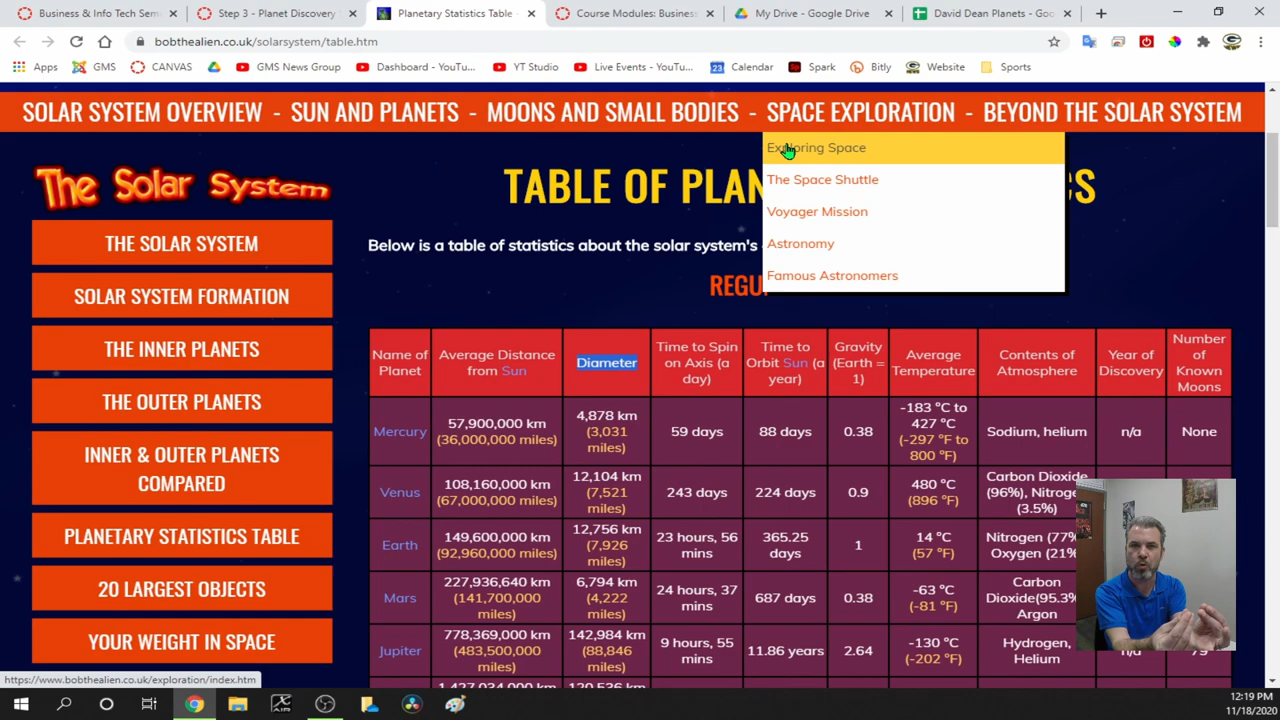 Business & Info Tech Sem
Step 3 - Planet Discovery
Planetary Statistics Table -
Course Modules: Business
My Drive - Google Drive
David Dean Planets - Goo
bobthealien.co.uk/solarsystem/table.htm
Apps
GMS
CANVAS
GMS News Group
Dashboard - YouTu...
YT Studio
Live Events - YouTu...
Calendar
Spark
Bitly
Website
Sports
SOLAR SYSTEM OVERVIEW - SUN AND PLANETS - MOONS AND SMALL BODIES - SPACE EXPLORATION - BEYOND THE SOLAR SYSTEM
Exploring Space
The Space Shuttle
Voyager Mission
Astronomy
Famous Astronomers
The Solar System
THE SOLAR SYSTEM
SOLAR SYSTEM FORMATION
THE INNER PLANETS
THE OUTER PLANETS
INNER & OUTER PLANETS
COMPARED
PLANETARY STATISTICS TABLE
20 LARGEST OBJECTS
YOUR WEIGHT IN SPACE
TABLE OF PLAN
CS
Below is a table of statistics about the solar system's
REGU
Name of
Planet
Average Distance
from Sun
Diameter
Time to Spin
on Axis (a
day)
Time to
Orbit Sun (a
year)
Gravity
(Earth =
1)
Average
Temperature
Contents of
Atmosphere
Year of
Discovery
Number
of
Known
Moons
Mercury
57,900,000 km
(36,000,000 miles)
4,878 km
(3,031
miles)
59 days
88 days
0.38
-183 °C to
427 °C
(-297 °F to
800 °F)
Sodium, helium
n/a
None
Venus
108,160,000 km
(67,000,000 miles)
12,104 km
(7,521
miles)
243 days
224 days
0.9
480 °C
(896 °F)
Carbon Dioxide
(96%), Nitroge
(3.5%)
Earth
149,600,000 km
(92,960,000 miles)
12,756 km
(7,926
miles)
23 hours, 56
mins
365.25
days
1
14 °C
(57 °F)
Nitrogen (77%
Oxygen (21%
Mars
227,936,640 km
(141,700,000
miles)
6,794 km
(4,222
miles)
24 hours, 37
mins
687 days
0.38
-63 °C
(-81 °F)
Carbon
Dioxide(95.3%
Argon
Jupiter
778,369,000 km
(483,500,000
miles)
142,984 km
(88,846
miles)
9 hours, 55
mins
11.86 years
2.64
-130 °C
(-202 °F)
Hydrogen,
Helium
n/a
79
1,427,034,000 km
120,536 km
https://www.bobthealien.co.uk/exploration/index.htm
12:19 PM
11/18/2020